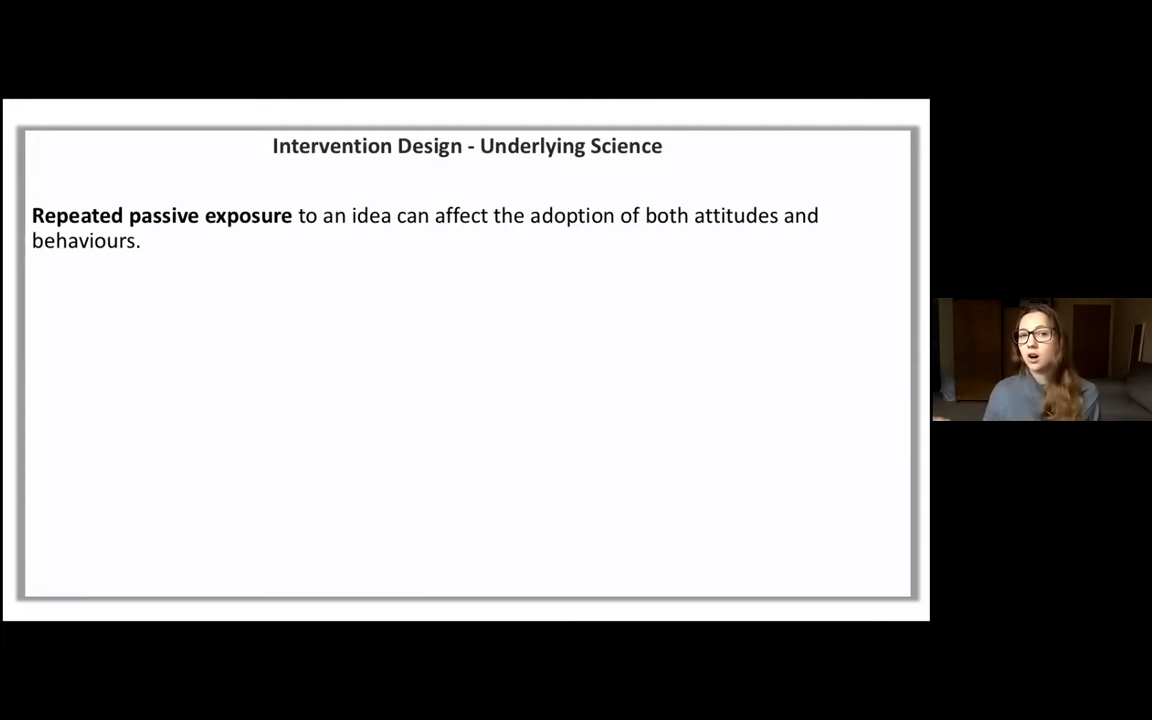 Intervention Design - Underlying Science
Repeated passive exposure to an idea can affect the adoption of both attitudes and
behaviours.